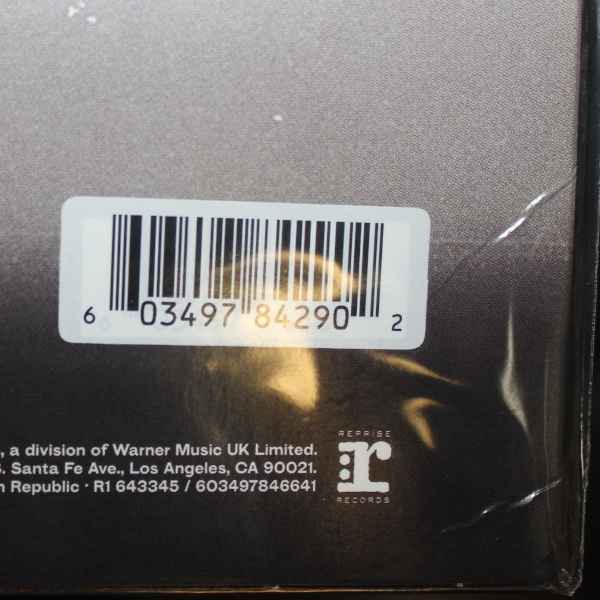 6 03497 84290 2
, a division of Warner Music UK Limited.
. Santa Fe Ave., Los Angeles, CA 90021.
Republic · R1 643345 / 603497846641
REPRISE
r
RECORDS